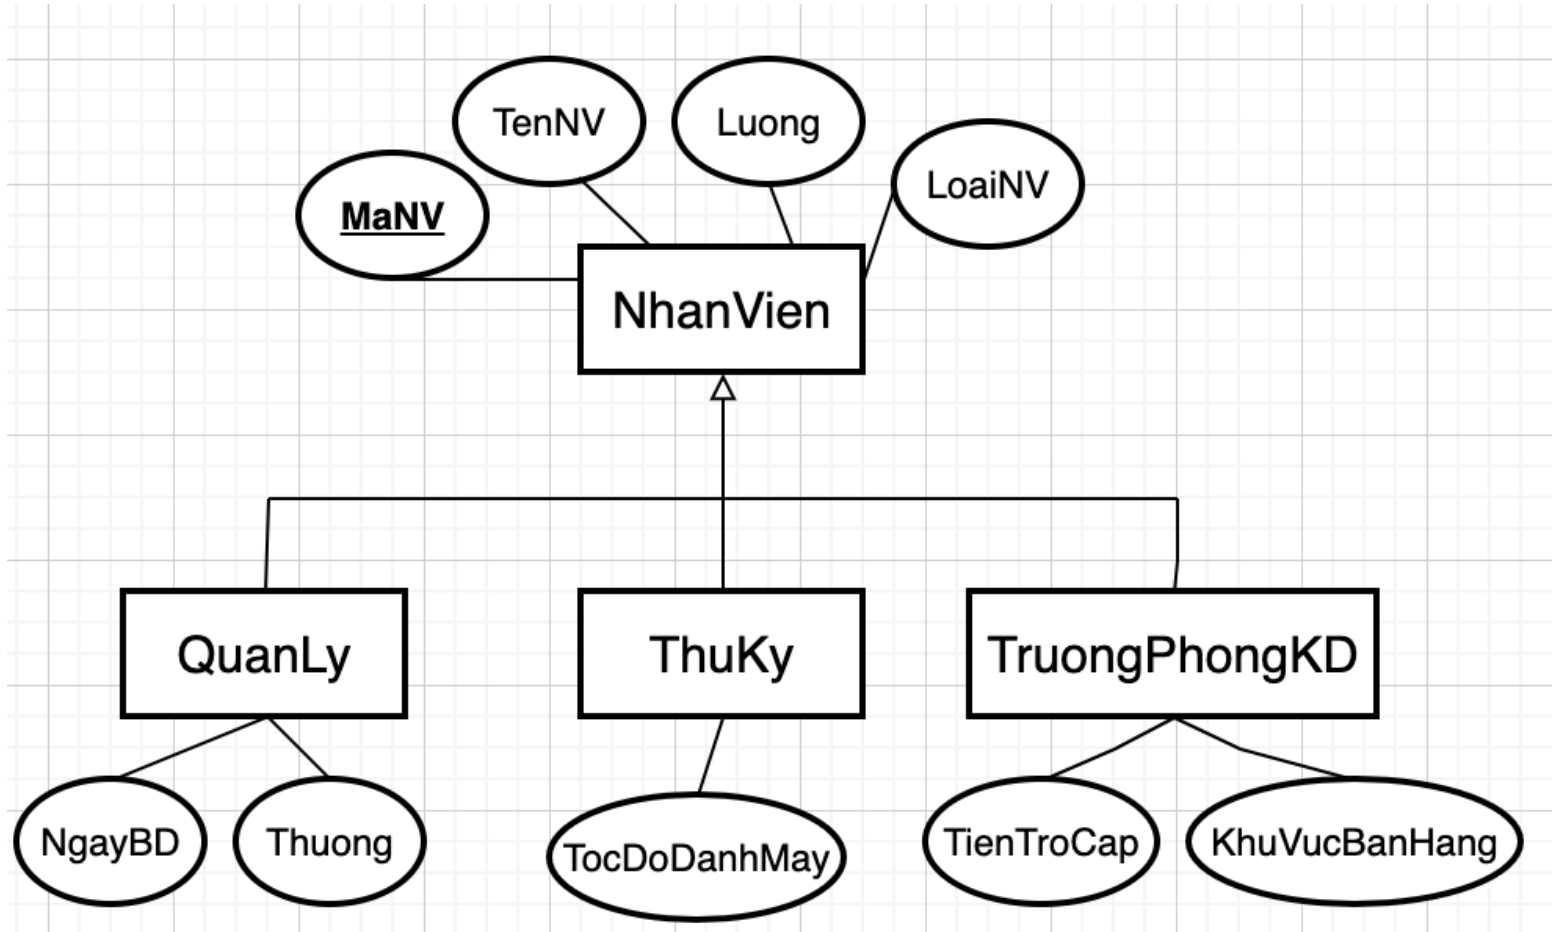 TenNV
Luong
LoaiNV
MaNV
NhanVien
QuanLy
ThuKy
TruongPhongKD
NgayBD
Thuong
TocDoDanhMay
TienTroCap
KhuVucBanHang